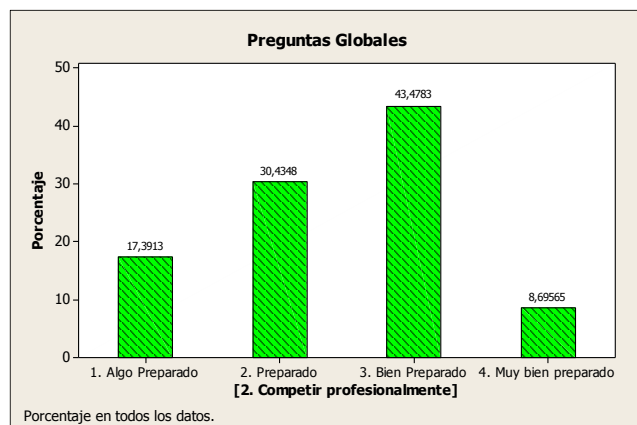 Preguntas Globales
50
40
30
20
10
0
Porcentaje
17,3913
30,4348
43,4783
8,69565
1. Algo Preparado 2. Preparado 3. Bien Preparado 4. Muy bien preparado
[2. Competir profesionalmente]
Porcentaje en todos los datos.